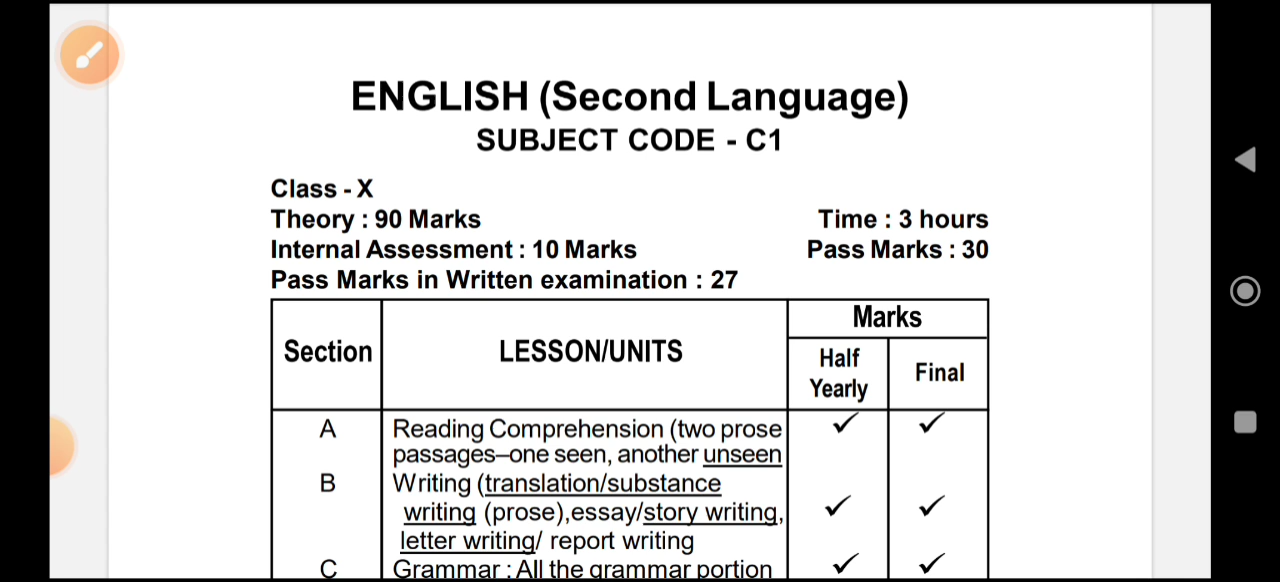 ENGLISH (Second Language)
SUBJECT CODE - C1
Class - X
Theory : 90 Marks Time : 3 hours
Internal Assessment : 10 Marks Pass Marks : 30
Pass Marks in Written examination : 27
Section LESSON/UNITS Marks
Half Yearly Final
A Reading Comprehension (two prose ✓ ✓
passages–one seen, another unseen
B Writing (translation/substance
writing (prose),essay/story writing, ✓ ✓
letter writing/ report writing
C Grammar : All the grammar portion ✓ ✓